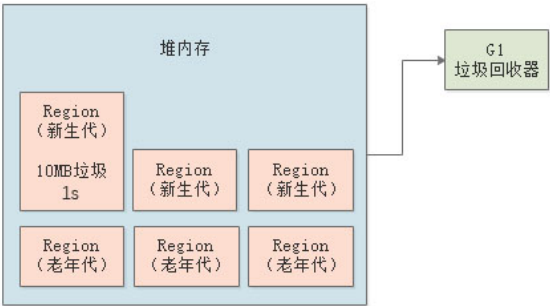 堆内存
G1
垃圾回收器
Region
(新生代)
10MB垃圾
1s
Region
(新生代)
Region
(新生代)
Region
(老年代)
Region
(老年代)
Region
(老年代)